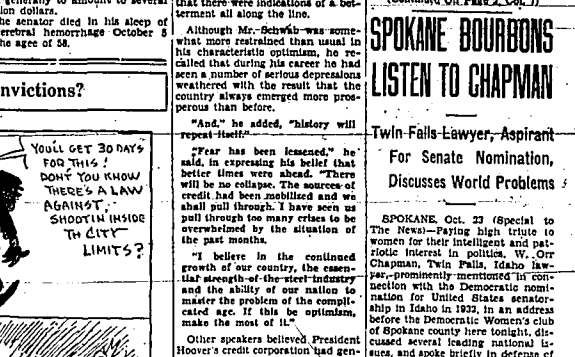 generally to amount to several
ion dollars.
he senator died in his sleep of
erebral hemorrhage October 5
he agee of 58.
nvictions?
YOU'LL GET 30 DAYS
FOR THIS!
DON'T YOU KNOW
THERE'S A LAW
AGAINST
SHOOTIN INSIDE
TH CITY
LIMITS?
that there were indications of a bet-
terment all along the line.
Although Mr. Schwab was some-
what more restrained than usual in
his characteristic optimism, he re-
called that during his career he had
seen a number of serious depressions
weathered with the result that the
country always emerged more pros-
perous than before.
"And," he added, "history will
repeat itself."
"Fear has been lessened," he
said, in expressing his belief that
better times were ahead. "There
will be no collapse. The sources of
credit had been mobilized and we
shall pull through. I have seen us
pull through too many crises to be
overwhelmed by the situation of
the past months.
"I believe in the continued
growth of our country, the essen-
tial strength of the steel industry
and the ability of our nation to
master the problem of the compli-
cated age. If this be optimism,
make the most of it."
Other speakers believed President
Hoover's credit corporation had gen-
(Continued On Page 2, Col. 7)
SPOKANE BOURBONS
LISTEN TO CHAPMAN
Twin Falls Lawyer, Aspirant
For Senate Nomination,
Discusses World Problems
SPOKANE, Oct. 23 (Special to
The News)—Paying high triute to
women for their intelligent and pat-
riotic interest in politics, W. Orr
Chapman, Twin Falls, Idaho law-
yer, prominently mentioned in con-
nection with the Democratic nomi-
nation for United States senator-
ship in Idaho in 1932, in an address
before the Democratic Women's club
of Spokane county here tonight, dis-
cussed several leading national is-
sues, and spoke briefly in defense of